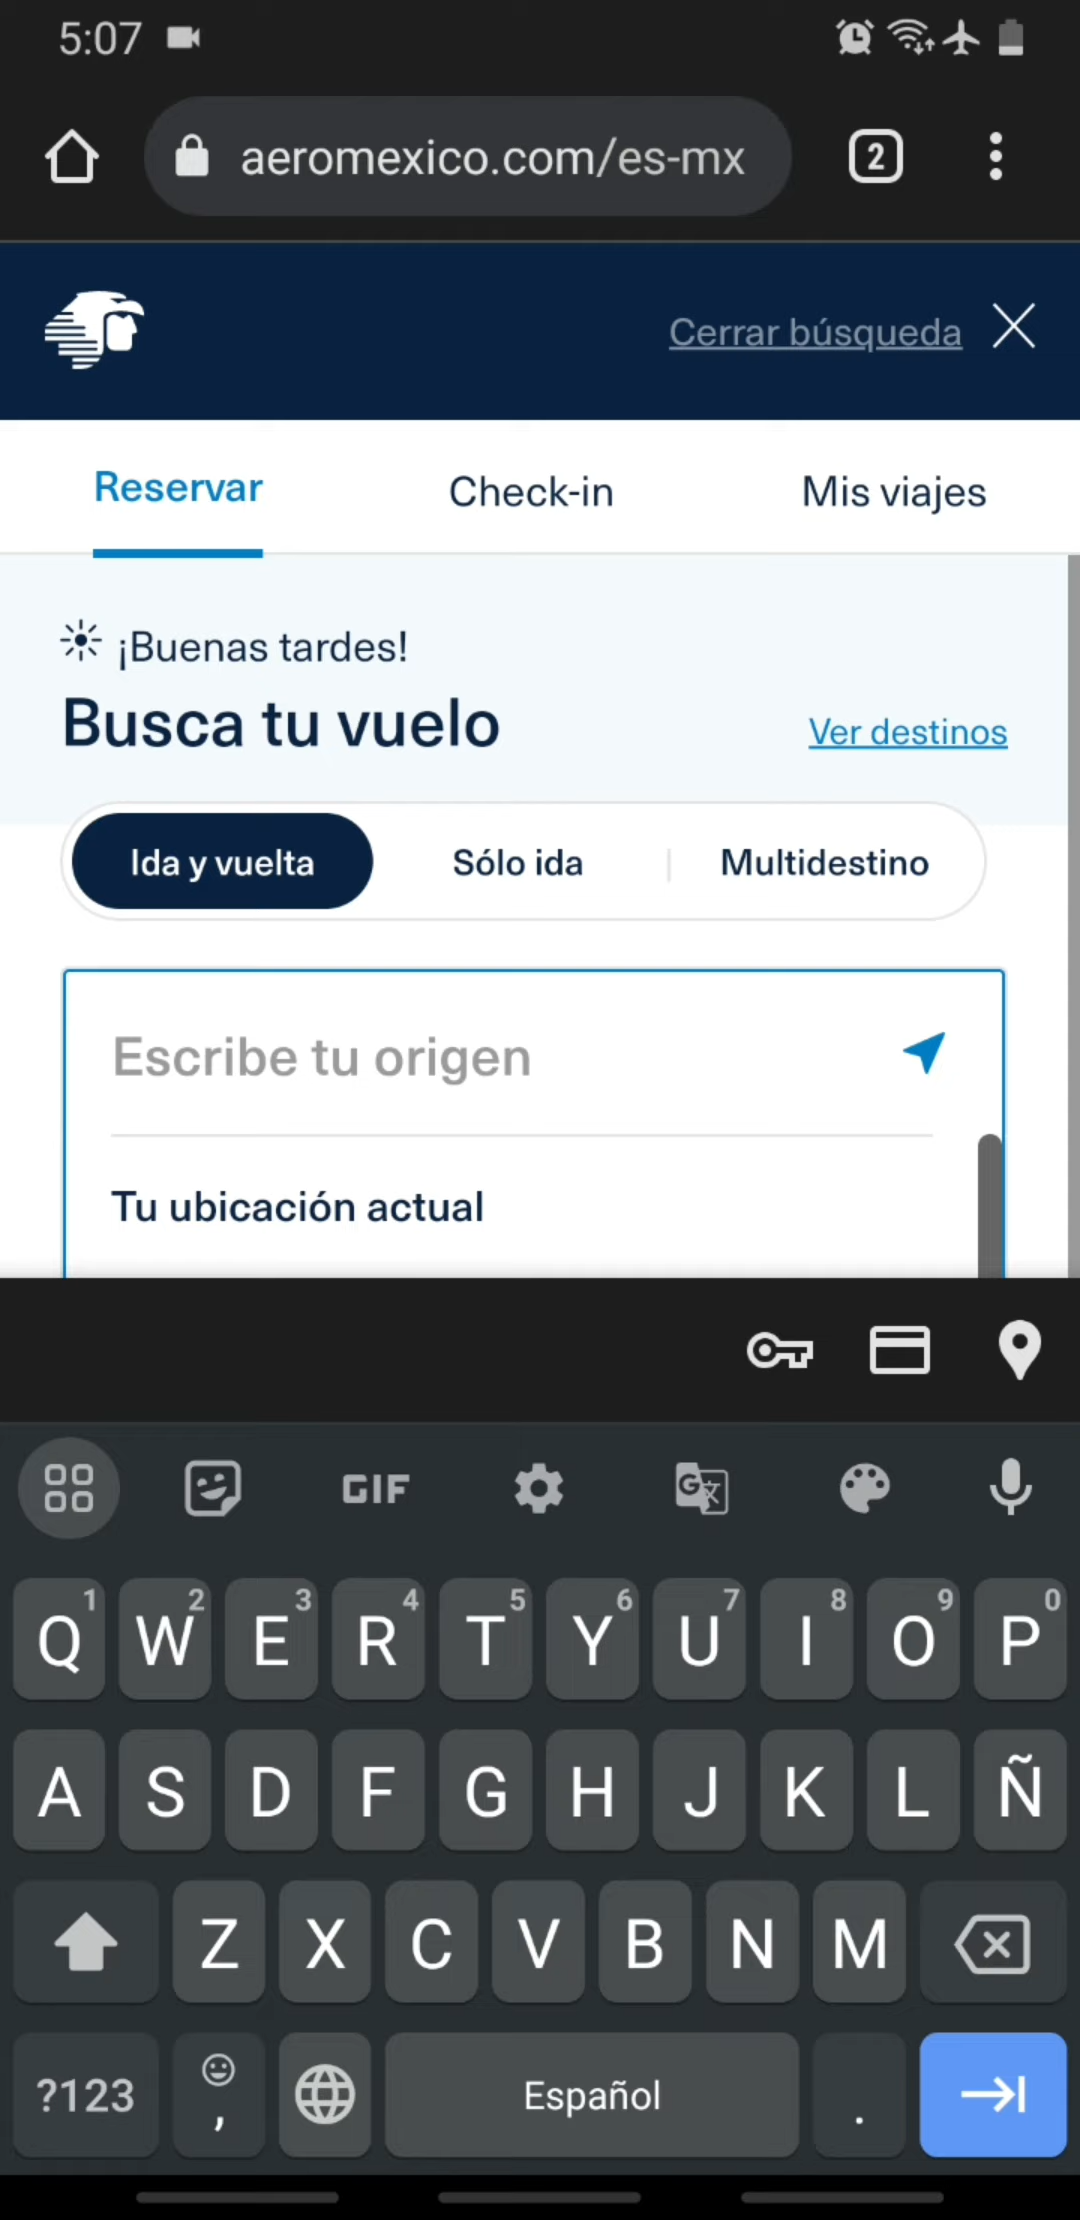 5:07
aeromexico.com/es-mx
2
Cerrar búsqueda
Reservar
Check-in
Mis viajes
¡Buenas tardes!
Busca tu vuelo
Ver destinos
Ida y vuelta
Sólo ida
Multidestino
Escribe tu origen
Tu ubicación actual
GIF
1 2 3 4 5 6 7 8 9 0
Q W E R T Y U I O P
A S D F G H J K L Ñ
Z X C V B N M
?123 , Español .